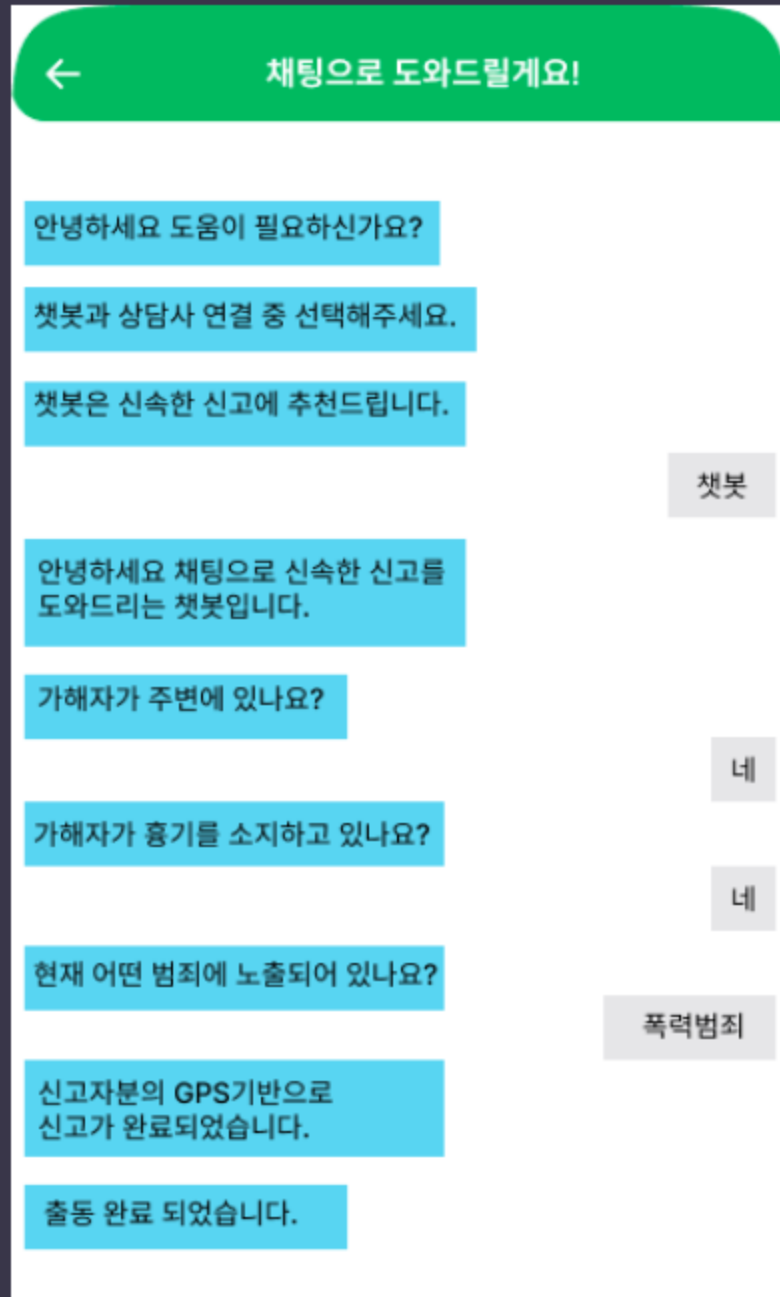 채팅으로 도와드릴게요!
안녕하세요 도움이 필요하신가요?
챗봇과 상담사 연결 중 선택해주세요.
챗봇은 신속한 신고에 추천드립니다.
챗봇
안녕하세요 채팅으로 신속한 신고를
도와드리는 챗봇입니다.
가해자가 주변에 있나요?
네
가해자가 흉기를 소지하고 있나요?
네
현재 어떤 범죄에 노출되어 있나요?
폭력범죄
신고자분의 GPS기반으로
신고가 완료되었습니다.
출동 완료 되었습니다.